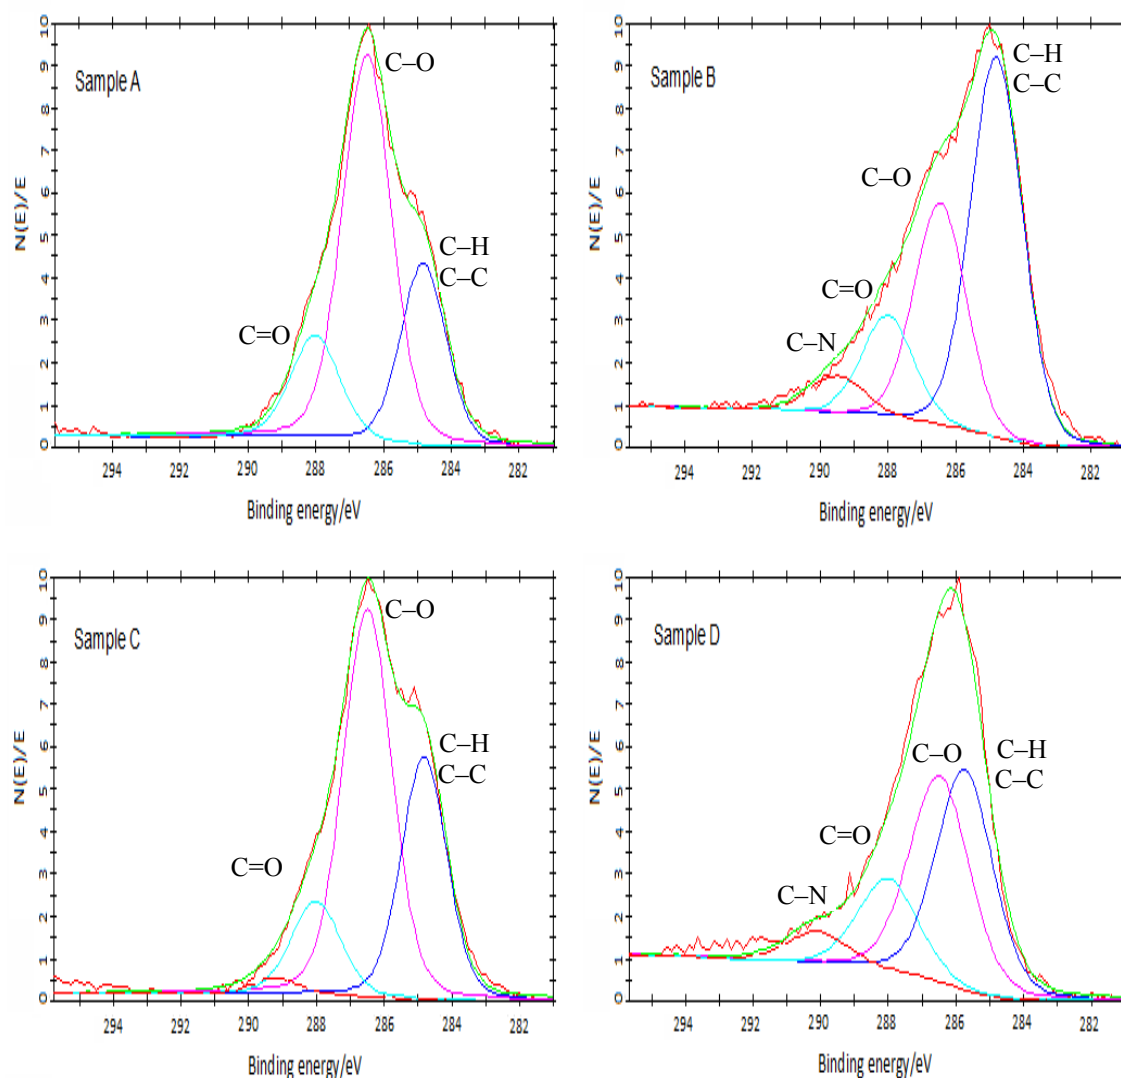 10
9
8
7
6
5
4
3
2
1
0
N(E)/E
Sample A
C–O
C–H
C–C
C=O
294 292 290 288 286 284 282
Binding energy/eV
10
9
8
7
6
5
4
3
2
1
0
N(E)/E
Sample B
C–H
C–C
C–O
C=O
C–N
294 292 290 288 286 284 282
Binding energy/eV
10
9
8
7
6
5
4
3
2
1
0
N(E)/E
Sample C
C–O
C–H
C–C
C=O
294 292 290 288 286 284 282
Binding energy/eV
10
9
8
7
6
5
4
3
2
1
0
N(E)/E
Sample D
C–O
C–H
C–C
C=O
C–N
294 292 290 288 286 284 282
Binding energy/eV